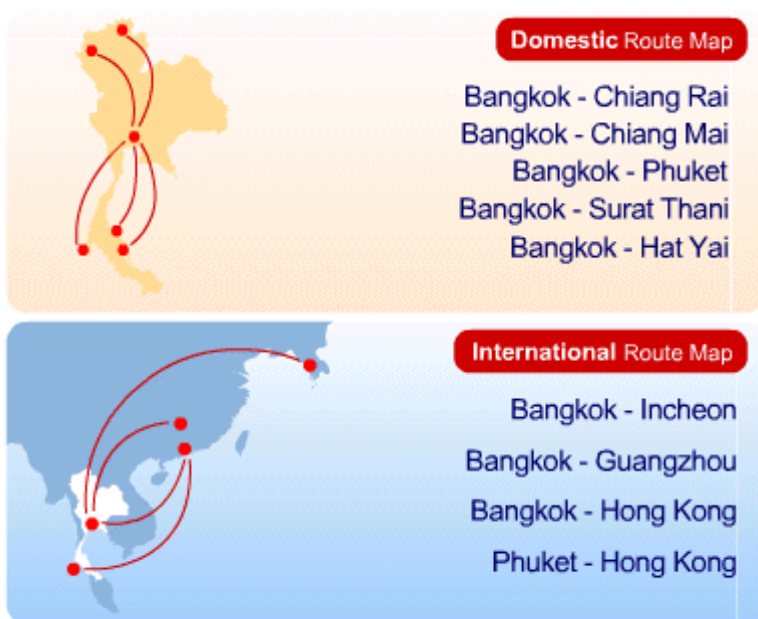 Domestic Route Map
Bangkok - Chiang Rai
Bangkok - Chiang Mai
Bangkok - Phuket
Bangkok - Surat Thani
Bangkok - Hat Yai
International Route Map
Bangkok - Incheon
Bangkok - Guangzhou
Bangkok - Hong Kong
Phuket - Hong Kong